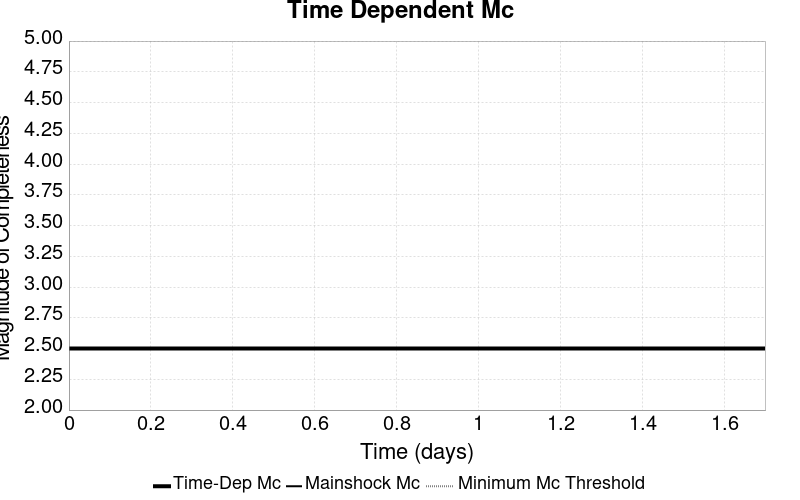 Time Dependent Mc
5.00
4.75
4.50
4.25
4.00
3.75
3.50
3.25
3.00
2.75
2.50
2.25
2.00
Magnitude of Completeness
0 0.2 0.4 0.6 0.8 1 1.2 1.4 1.6
Time (days)
Time-Dep Mc Mainshock Mc Minimum Mc Threshold